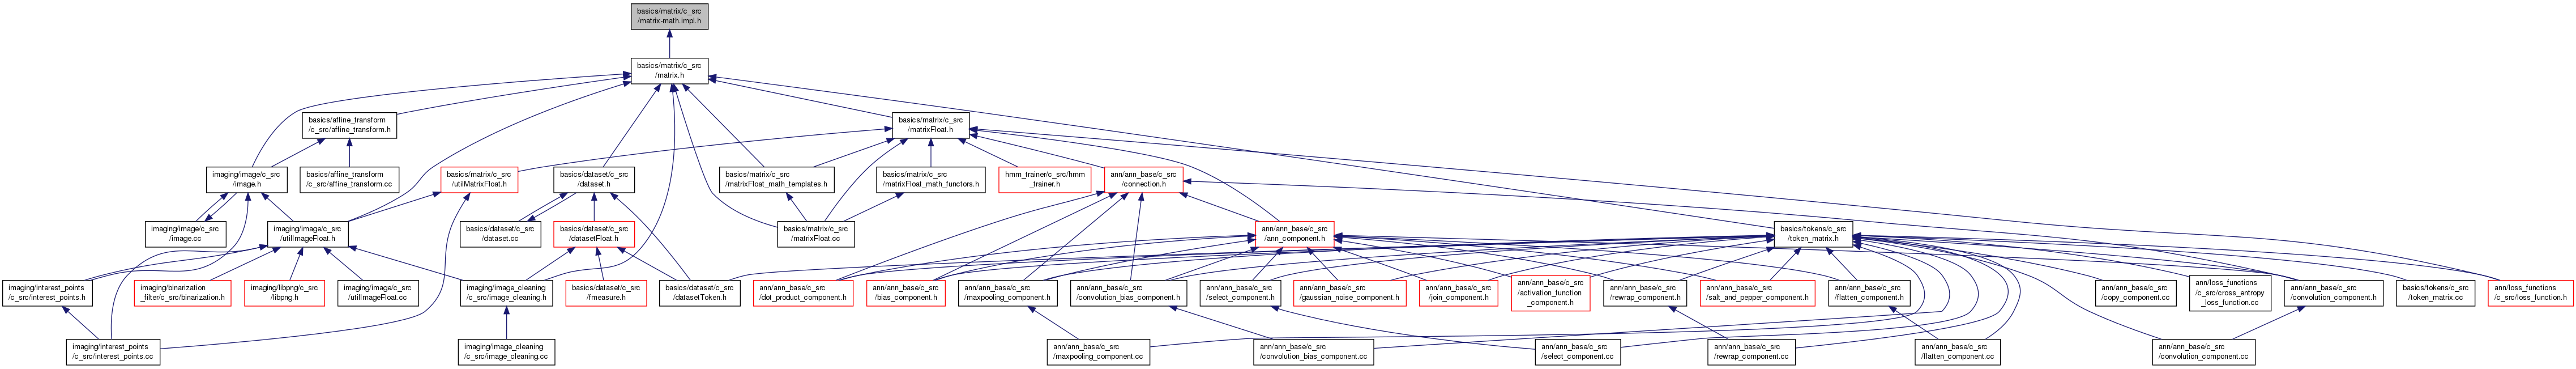 basics/matrix/c_src
/matrix-math.impl.h
basics/matrix/c_src
/matrix.h
basics/affine_transform
/c_src/affine_transform.h
basics/matrix/c_src
/matrixFloat.h
imaging/image/c_src
/image.h
basics/affine_transform
/c_src/affine_transform.cc
basics/matrix/c_src
/utilMatrixFloat.h
basics/dataset/c_src
/dataset.h
basics/matrix/c_src
/matrixFloat_math_templates.h
basics/matrix/c_src
/matrixFloat_math_functors.h
hmm_trainer/c_src/hmm
_trainer.h
ann/ann_base/c_src
/connection.h
imaging/image/c_src
/image.cc
imaging/image/c_src
/utilImageFloat.h
basics/dataset/c_src
/dataset.cc
basics/dataset/c_src
/datasetFloat.h
basics/matrix/c_src
/matrixFloat.cc
ann/ann_base/c_src
/ann_component.h
basics/tokens/c_src
/token_matrix.h
imaging/interest_points
/c_src/interest_points.h
imaging/binarization
_filter/c_src/binarization.h
imaging/libpng/c_src
/libpng.h
imaging/image/c_src
/utilImageFloat.cc
imaging/image_cleaning
/c_src/image_cleaning.h
basics/dataset/c_src
/fmeasure.h
basics/dataset/c_src
/datasetToken.h
ann/ann_base/c_src
/dot_product_component.h
ann/ann_base/c_src
/bias_component.h
ann/ann_base/c_src
/maxpooling_component.h
ann/ann_base/c_src
/convolution_bias_component.h
ann/ann_base/c_src
/select_component.h
ann/ann_base/c_src
/gaussian_noise_component.h
ann/ann_base/c_src
/join_component.h
ann/ann_base/c_src
/activation_function
_component.h
ann/ann_base/c_src
/rewrap_component.h
ann/ann_base/c_src
/salt_and_pepper_component.h
ann/ann_base/c_src
/flatten_component.h
ann/ann_base/c_src
/copy_component.cc
ann/loss_functions
/c_src/cross_entropy
_loss_function.cc
ann/ann_base/c_src
/convolution_component.h
basics/tokens/c_src
/token_matrix.cc
ann/loss_functions
/c_src/loss_function.h
imaging/interest_points
/c_src/interest_points.cc
imaging/image_cleaning
/c_src/image_cleaning.cc
ann/ann_base/c_src
/maxpooling_component.cc
ann/ann_base/c_src
/convolution_bias_component.cc
ann/ann_base/c_src
/select_component.cc
ann/ann_base/c_src
/rewrap_component.cc
ann/ann_base/c_src
/flatten_component.cc
ann/ann_base/c_src
/convolution_component.cc